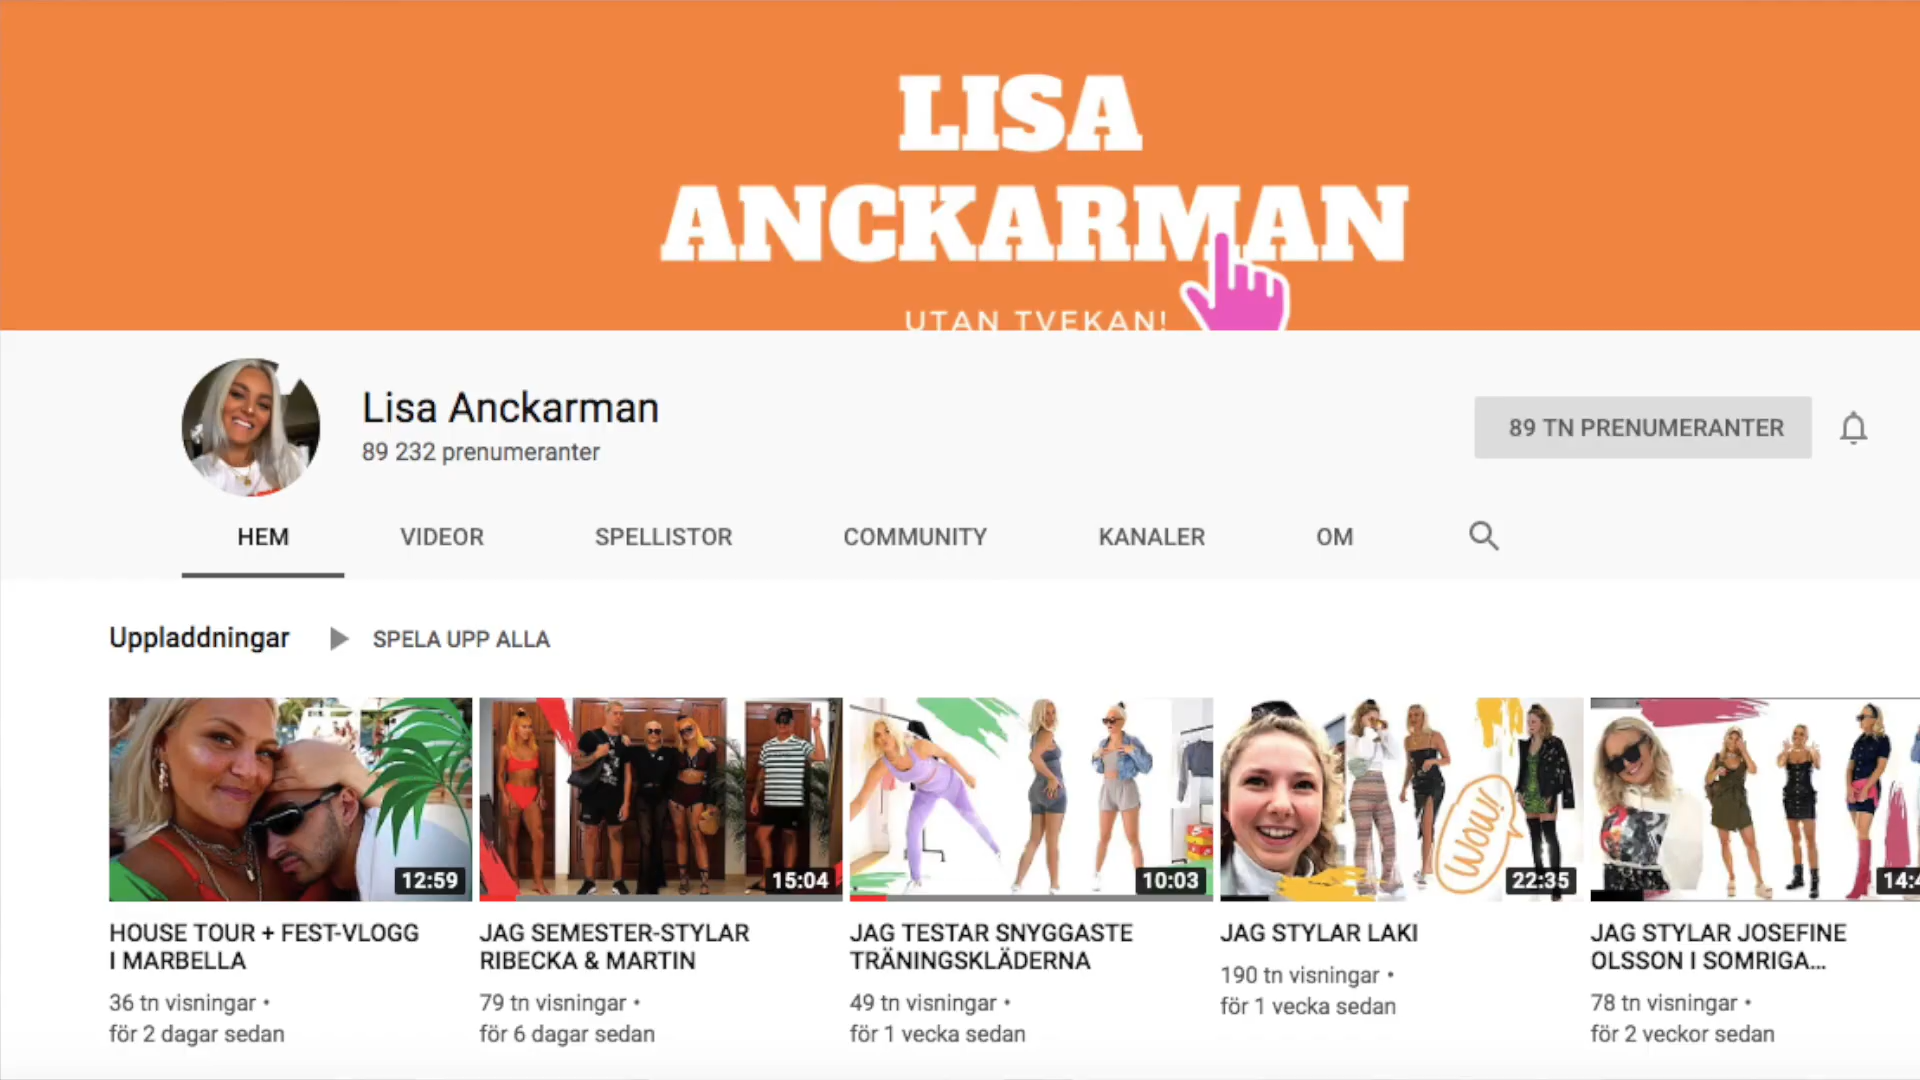 LISA
ANCKARMAN
UTAN TVEKAN!
Lisa Anckarman
89 232 prenumeranter
89 TN PRENUMERANTER
HEM VIDEOR SPELLISTOR COMMUNITY KANALER OM
Uppladdningar SPELA UPP ALLA
Wow!
12:59 15:04 10:03 22:35 14:4
HOUSE TOUR + FEST-VLOGG
I MARBELLA
36 tn visningar •
för 2 dagar sedan
JAG SEMESTER-STYLAR
RIBECKA & MARTIN
79 tn visningar •
för 6 dagar sedan
JAG TESTAR SNYGGASTE
TRÄNINGSKLÄDERNA
49 tn visningar •
för 1 vecka sedan
JAG STYLAR LAKI
190 tn visningar •
för 1 vecka sedan
JAG STYLAR JOSEFINE
OLSSON I SOMRIGA...
78 tn visningar •
för 2 veckor sedan